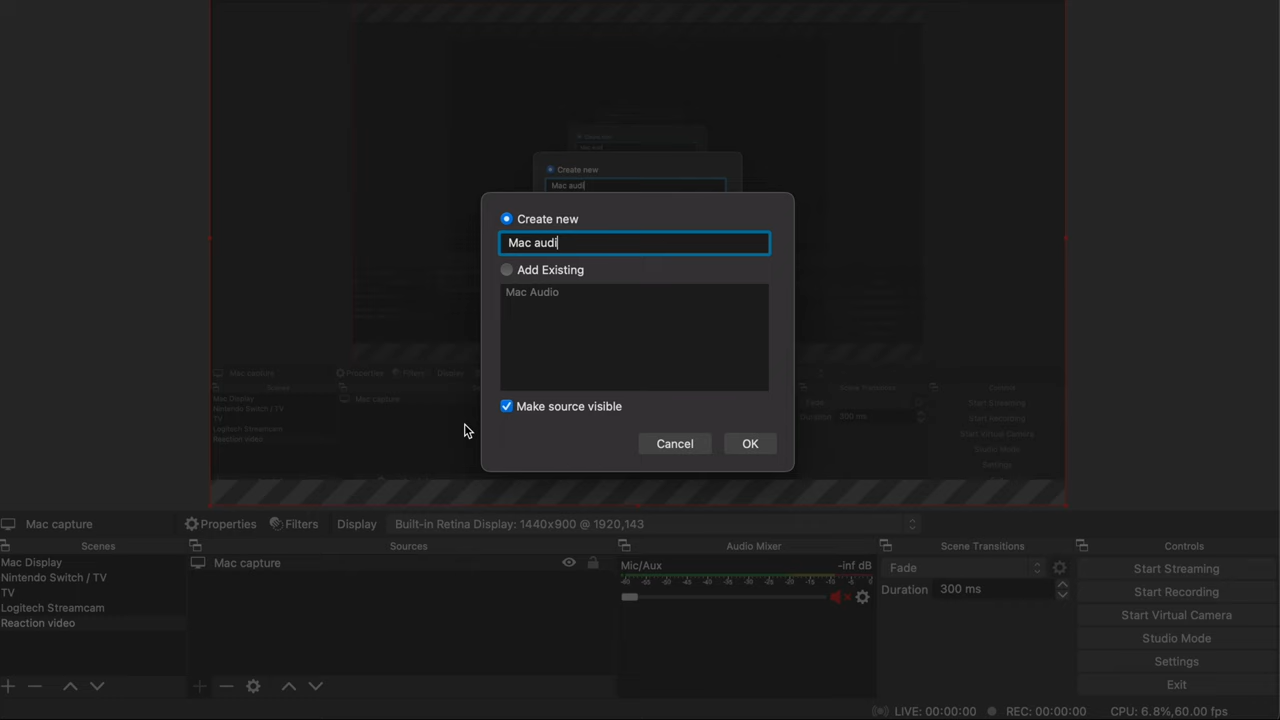 Create new
Mac audi
Create new
Mac audi
Add Existing
Mac Audio
Make source visible
Cancel
OK
Mac capture
Properties
Filters
Display
Built-in Retina Display: 1440x900 @ 1920,143
Scenes
Mac Display
Nintendo Switch / TV
TV
Logitech Streamcam
Reaction video
Sources
Mac capture
Audio Mixer
Mic/Aux
-inf dB
Scene Transitions
Fade
Duration
300 ms
Controls
Start Streaming
Start Recording
Start Virtual Camera
Studio Mode
Settings
Exit
LIVE: 00:00:00
REC: 00:00:00
CPU: 6.8%,60.00 fps